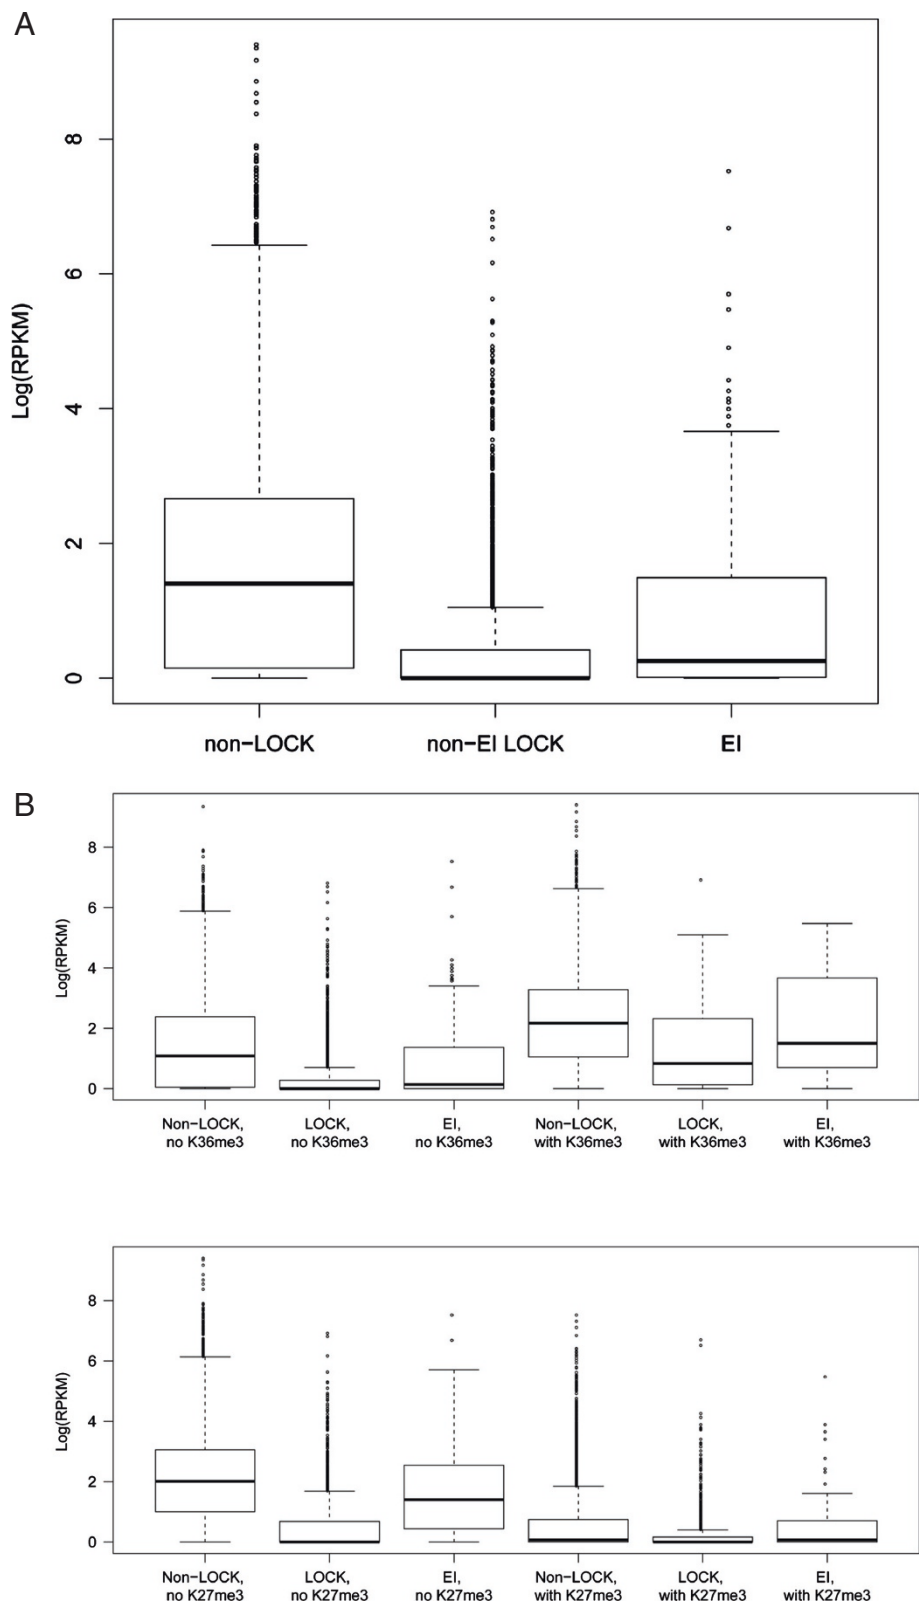 A
Log(RPKM)
8
6
4
2
0
non-LOCK
non-EI LOCK
EI
B
Log(RPKM)
8
6
4
2
0
Non-LOCK,
no K36me3
LOCK,
no K36me3
EI,
no K36me3
Non-LOCK,
with K36me3
LOCK,
with K36me3
EI,
with K36me3
Log(RPKM)
8
6
4
2
0
Non-LOCK,
no K27me3
LOCK,
no K27me3
EI,
no K27me3
Non-LOCK,
with K27me3
LOCK,
with K27me3
EI,
with K27me3